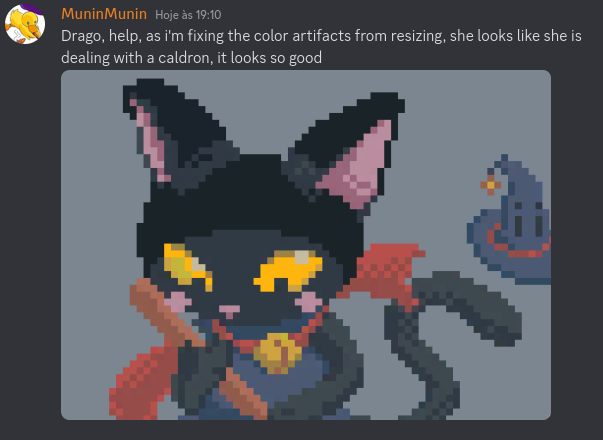 MuninMunin Hoje às 19:10
Drago, help, as i'm fixing the color artifacts from resizing, she looks like she is
dealing with a caldron, it looks so good